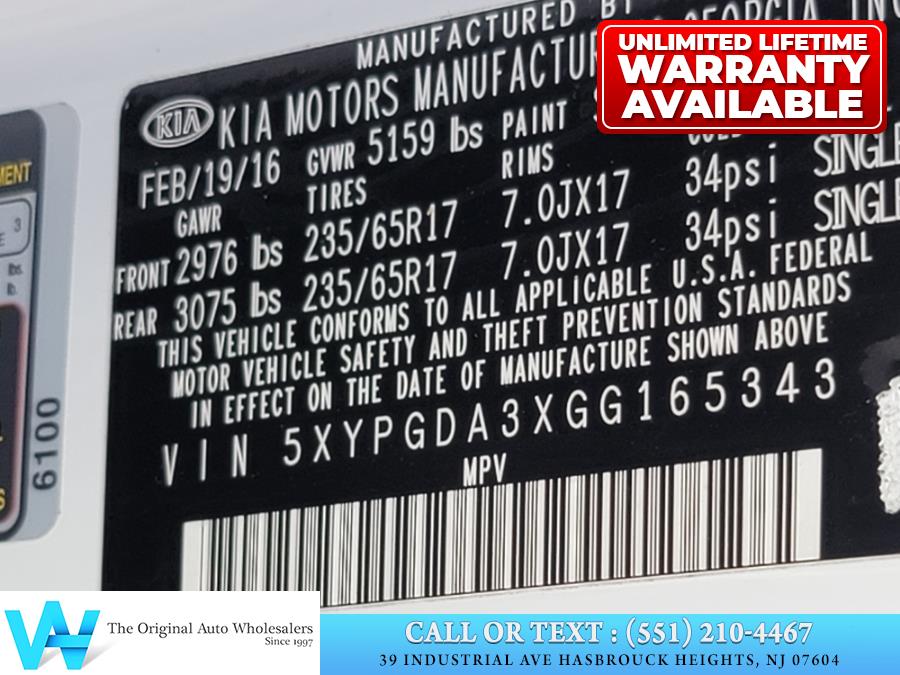 MANUFACTURED BY
UNLIMITED LIFETIME
WARRANTY
AVAILABLE
KIA KIA MOTORS
FEB/19/16 GVWR 5159 lbs PAINT
GAWR TIRES RIMS
FRONT 2976 lbs 235/65R17 7.0JX17 34psi
REAR 3075 lbs 235/65R17 7.0JX17 34psi
THIS VEHICLE CONFORMS TO ALL APPLICABLE U.S.A. FEDERAL
MOTOR VEHICLE SAFETY AND THEFT PREVENTION STANDARDS
IN EFFECT ON THE DATE OF MANUFACTURE SHOWN ABOVE
VIN 5XYPGDA3XGG165343
MPV
3
lbs.
lb.
6100
The Original Auto Wholesalers
Since 1997
CALL OR TEXT : (551) 210-4467
39 INDUSTRIAL AVE HASBROUCK HEIGHTS, NJ 07604